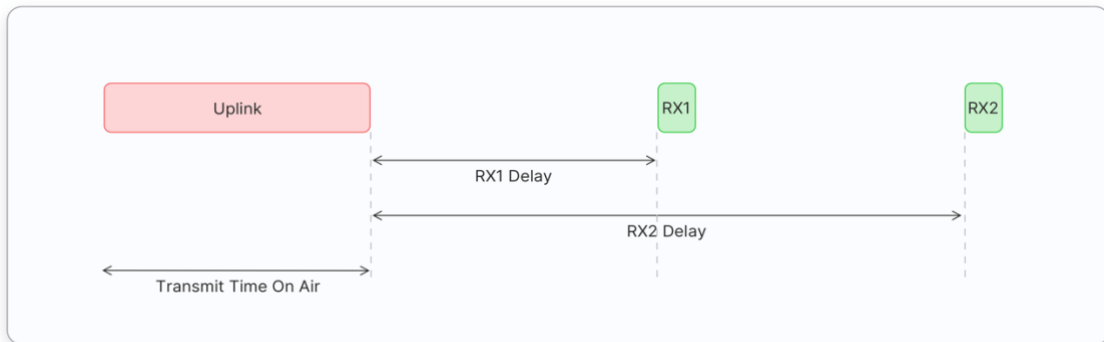 Uplink
RX1
RX2
RX1 Delay
RX2 Delay
Transmit Time On Air